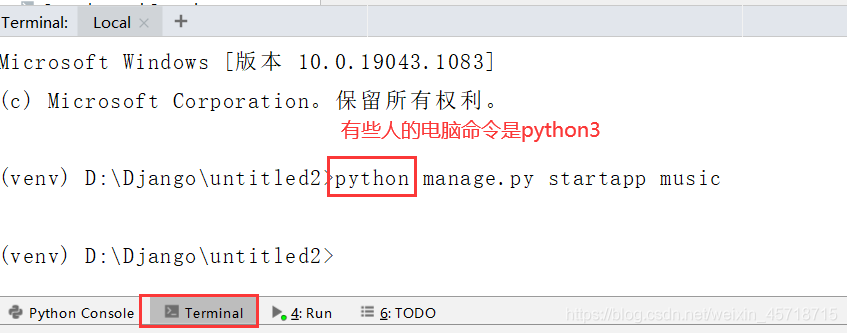 Terminal: Local × +
Microsoft Windows [版本 10.0.19043.1083]
(c) Microsoft Corporation。保留所有权利。
有些人的电脑命令是python3
(venv) D:\Django\untitled2>python manage.py startapp music
(venv) D:\Django\untitled2>
Python Console Terminal 4: Run 6: TODO
https://blog.csdn.net/weixin_45718715